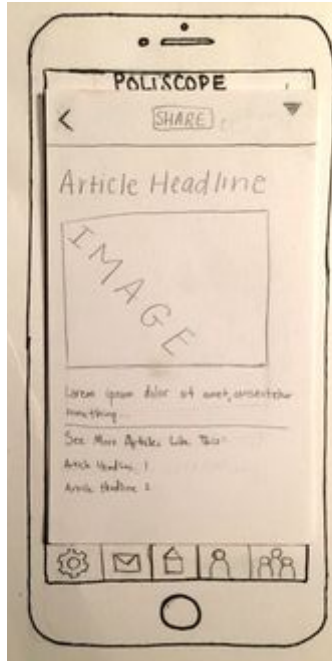 POLISCOPE
SHARE
Article Headline
IMAGE
Lorem ipsum dolor sit amet, consectetur
something...
See More Articles Like This:
Article Headline 1
Article Headline 2